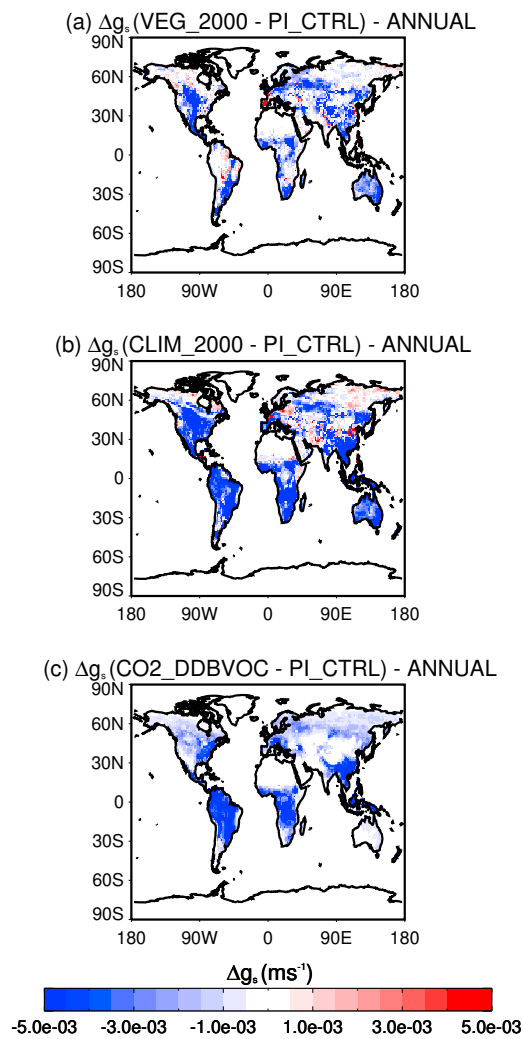 (a) Δgₛ(VEG_2000 - PI_CTRL) - ANNUAL
90N
60N
30N
0
30S
60S
90S
180 90W 0 90E 180
(b) Δgₛ(CLIM_2000 - PI_CTRL) - ANNUAL
90N
60N
30N
0
30S
60S
90S
180 90W 0 90E 180
(c) Δgₛ(CO2_DDBVOC - PI_CTRL) - ANNUAL
90N
60N
30N
0
30S
60S
90S
180 90W 0 90E 180
Δgₛ (ms⁻¹)
-5.0e-03 -3.0e-03 -1.0e-03 1.0e-03 3.0e-03 5.0e-03